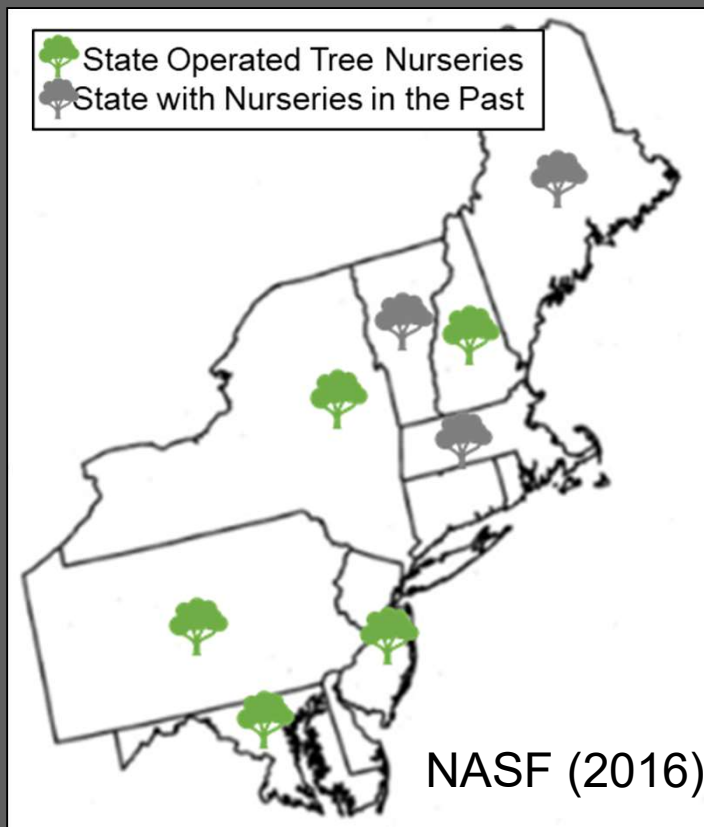 State Operated Tree Nurseries
State with Nurseries in the Past
NASF (2016)